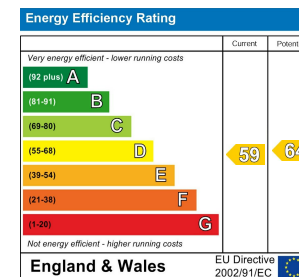 Energy Efficiency Rating
Current Potent
Very energy efficient - lower running costs
(92 plus) A
(81-91) B
(69-80) C
(55-68) D
59 64
(39-54) E
(21-38) F
(1-20) G
Not energy efficient - higher running costs
England & Wales
EU Directive
2002/91/EC